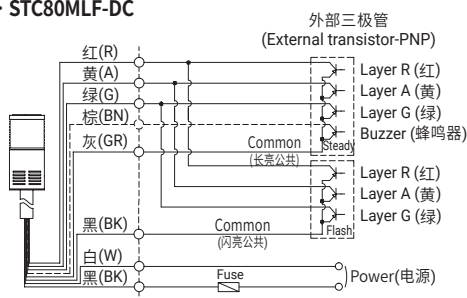 · STC80MLF-DC
外部三极管
(External transistor-PNP)
红(R)
黄(A)
绿(G)
棕(BN)
灰(GR)
Common
(长亮公共)
Steady
Layer R (红)
Layer A (黄)
Layer G (绿)
Buzzer (蜂鸣器)
Layer R (红)
Layer A (黄)
Layer G (绿)
Flash
黑(BK)
Common
(闪亮公共)
白(W)
黑(BK)
Fuse
Power(电源)